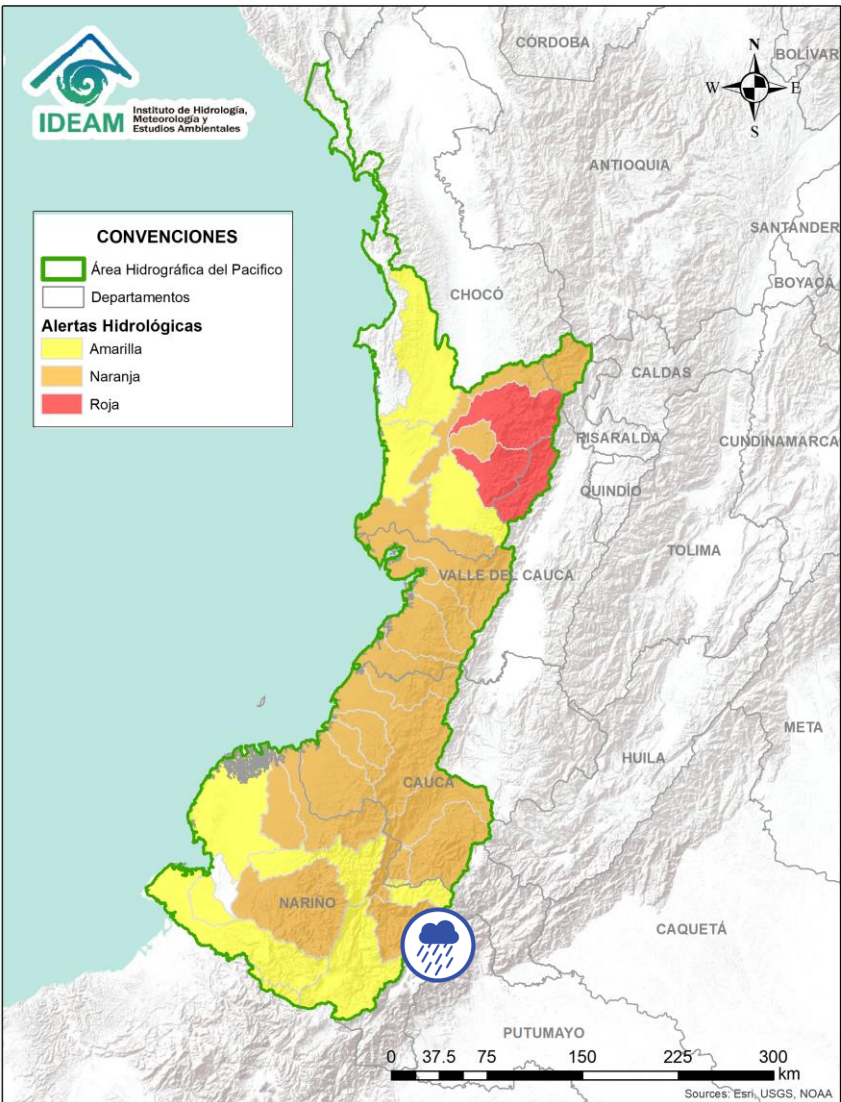 IDEAM
Instituto de Hidrología,
Meteorología y
Estudios Ambientales
N
W
E
S
CÓRDOBA
BOLÍVAR
ANTIOQUIA
SANTANDER
BOYACÁ
CHOCÓ
CALDAS
RISARALDA
CUNDINAMARCA
QUINDÍO
TOLIMA
VALLE DEL CAUCA
META
HUILA
CAUCA
NARIÑO
CAQUETÁ
PUTUMAYO
CONVENCIONES
Área Hidrográfica del Pacifico
Departamentos
Alertas Hidrológicas
Amarilla
Naranja
Roja
0 37.5 75 150 225 300
km
Sources: Esri, USGS, NOAA